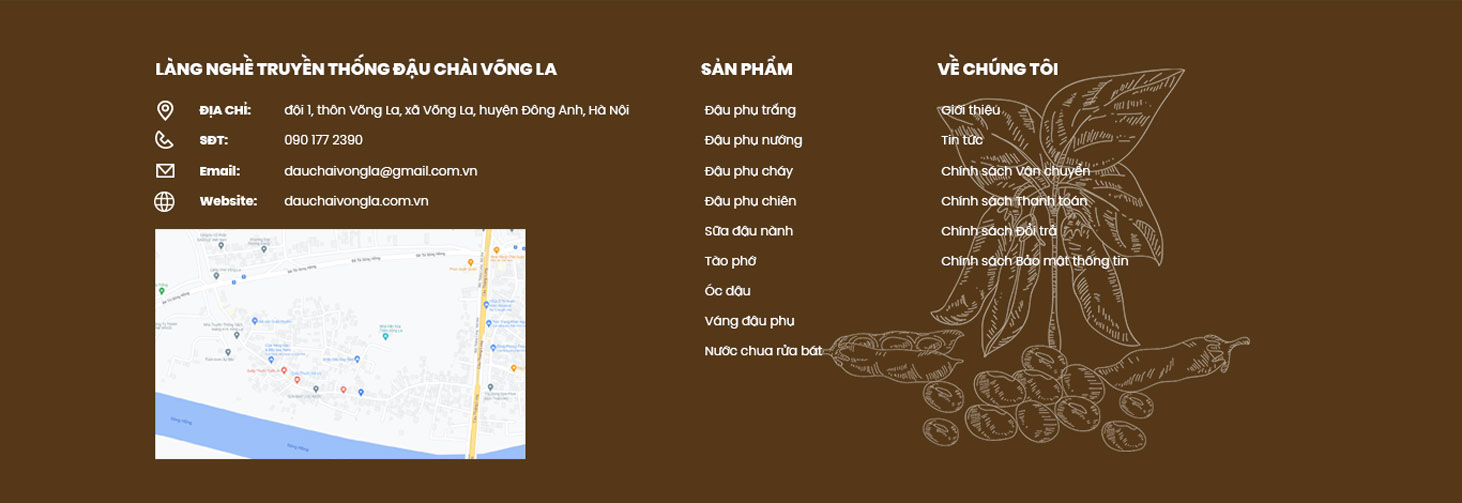 LÀNG NGHỀ TRUYỀN THỐNG ĐẬU CHÀI VÕNG LA
ĐỊA CHỈ: đội 1, thôn Võng La, xã Võng La, huyện Đông Anh, Hà Nội
SĐT: 090 177 2390
Email: dauchaivongla@gmail.com.vn
Website: dauchaivongla.com.vn
SẢN PHẨM
Đậu phụ trắng
Đậu phụ nướng
Đậu phụ cháy
Đậu phụ chiên
Sữa đậu nành
Tào phớ
Óc dậu
Váng đậu phụ
Nước chua rửa bát
VỀ CHÚNG TÔI
Giới thiệu
Tin tức
Chính sách Vận chuyển
Chính sách Thanh toán
Chính sách Đổi trả
Chính sách Bảo mật thông tin